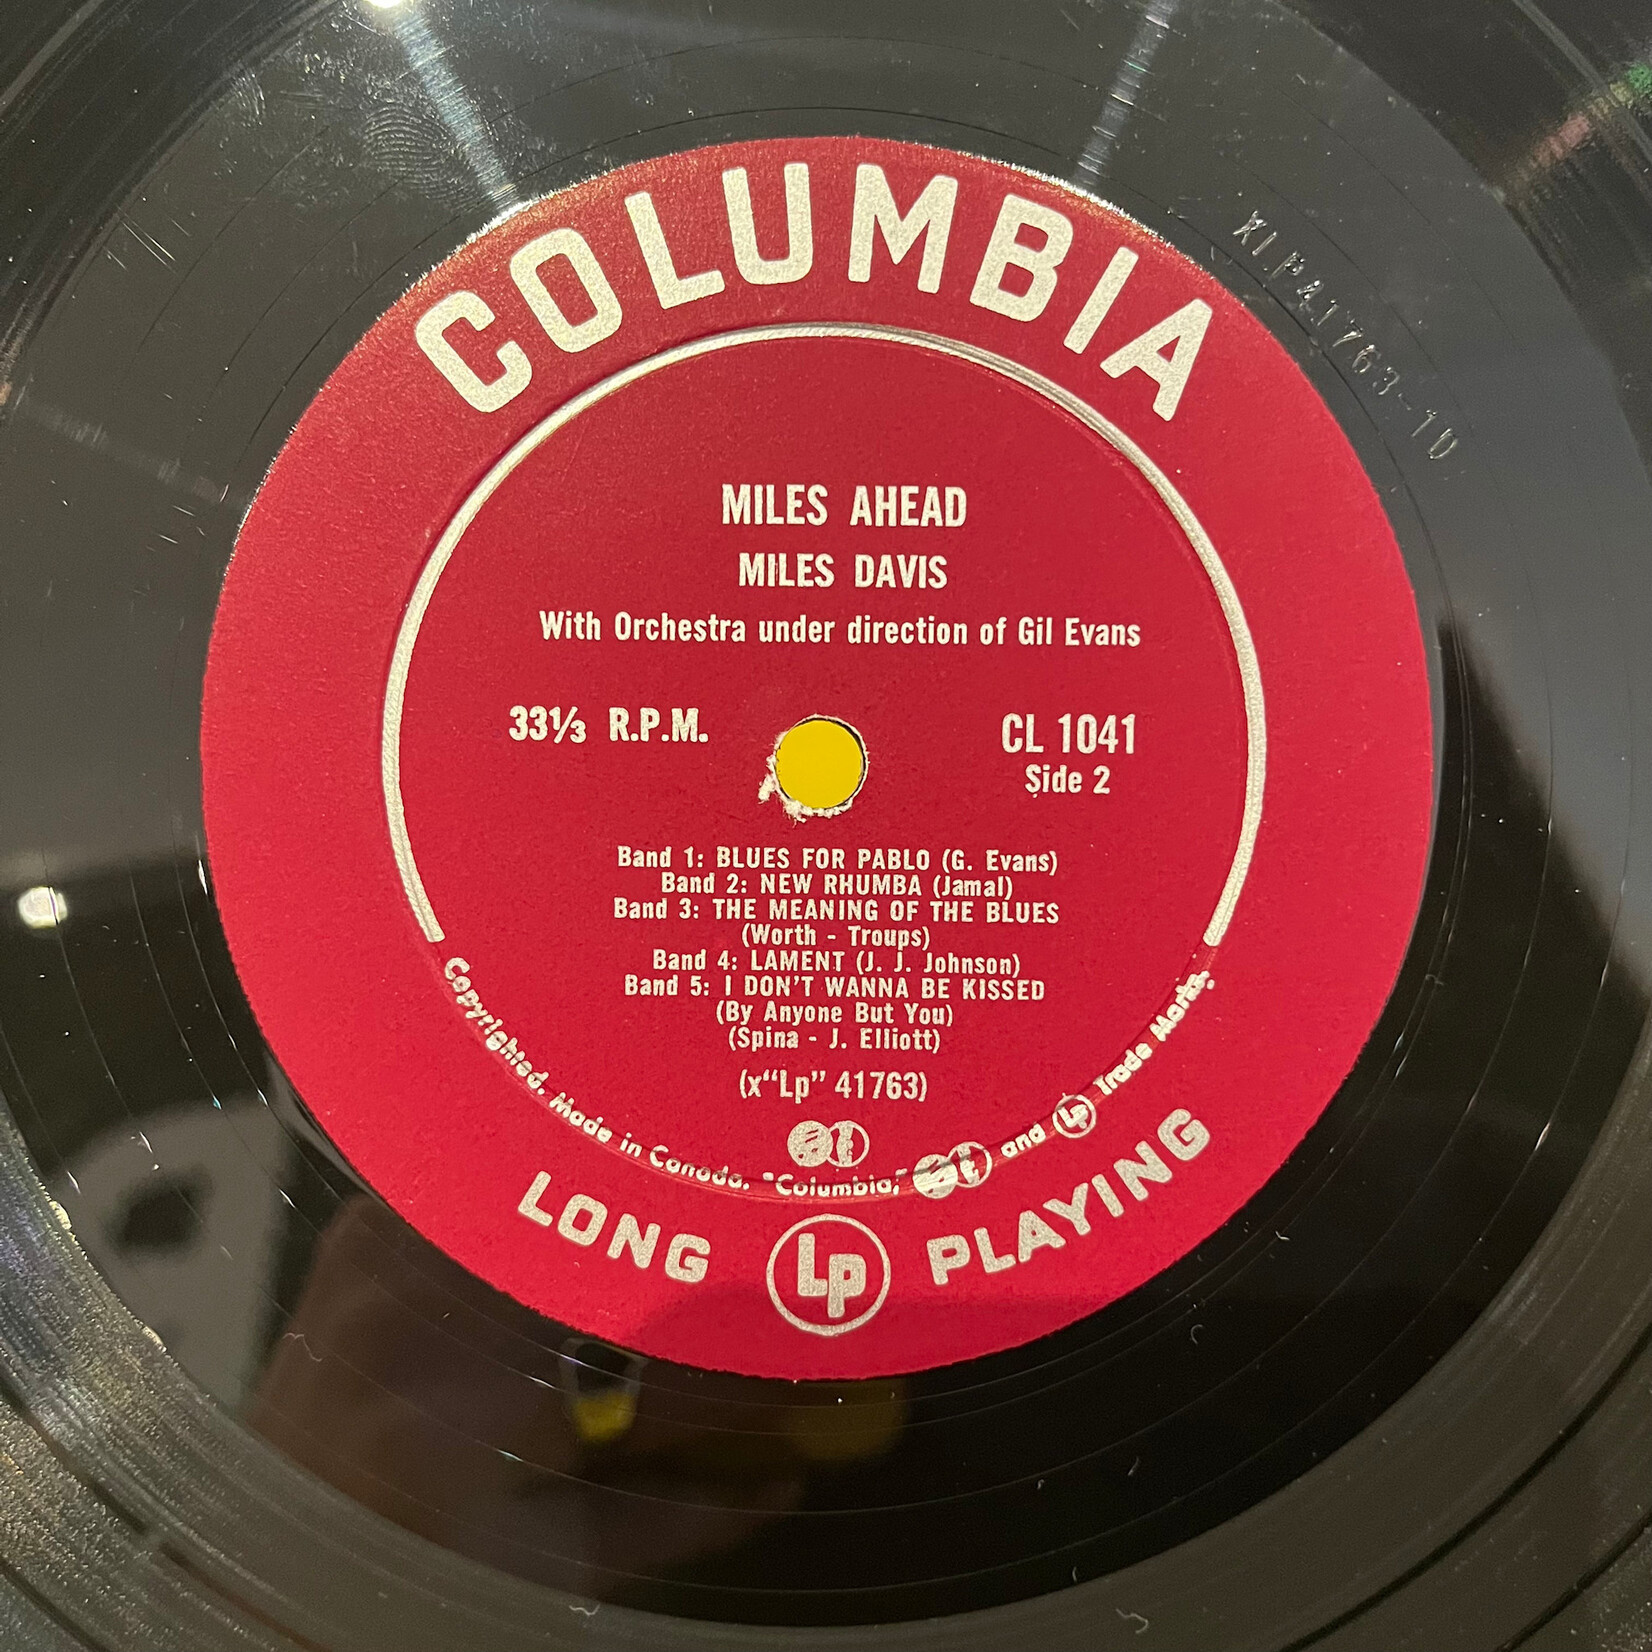 COLUMBIA
XLP41763-1D
MILES AHEAD
MILES DAVIS
With Orchestra under direction of Gil Evans
33⅓ R.P.M.
CL 1041
Side 2
Band 1: BLUES FOR PABLO (G. Evans)
Band 2: NEW RHUMBA (Jamal)
Band 3: THE MEANING OF THE BLUES
(Worth - Troups)
Band 4: LAMENT (J. J. Johnson)
Band 5: I DON'T WANNA BE KISSED
(By Anyone But You)
(Spina - J. Elliott)
(x“Lp” 41763)
Copyrighted. Made in Canada. "Columbia," and Lp Trade Marks.
LONG Lp PLAYING